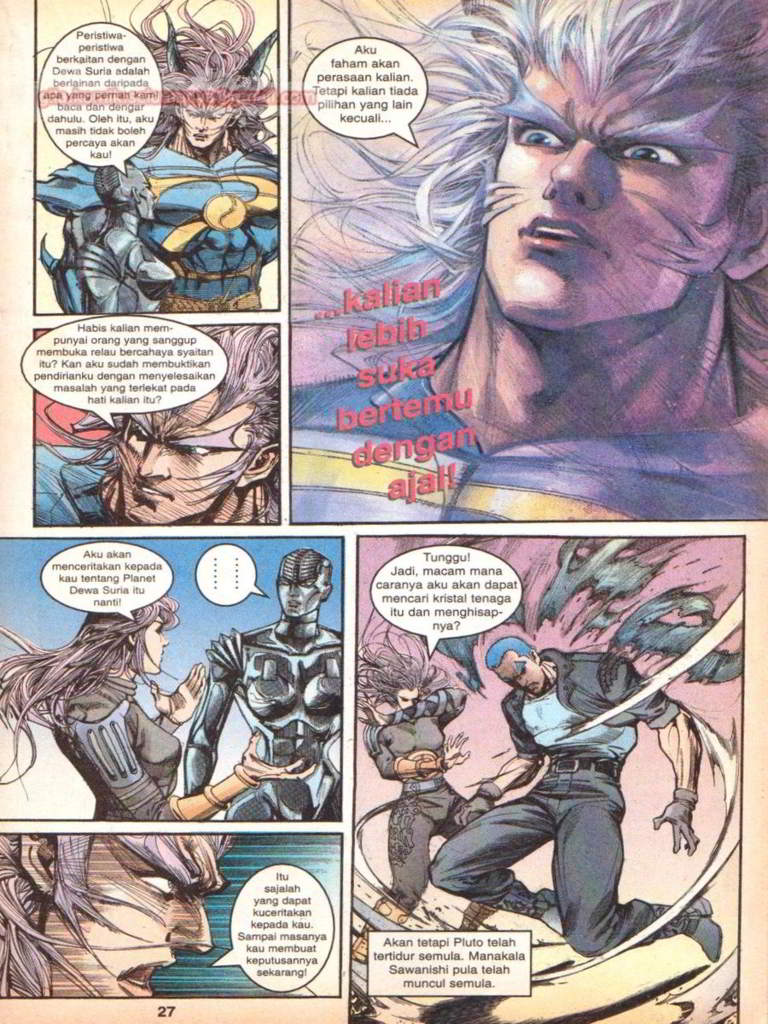 Peristiwa-
peristiwa
berkaitan dengan
Dewa Suria adalah
berlainan daripada
apa yang pernah kami
baca dan dengar
dahulu. Oleh itu, aku
masih tidak boleh
percaya akan
kau!
Aku
faham akan
perasaan kalian.
Tetapi kalian tiada
pilihan yang lain
kecuali...
...kalian
lebih
suka
bertemu
dengan
ajal!
Habis kalian mem-
punyai orang yang sanggup
membuka relau bercahaya syaitan
itu? Kan aku sudah membuktikan
pendirianku dengan menyelesaikan
masalah yang terlekat pada
hati kalian itu?
Aku akan
menceritakan kepada
kau tentang Planet
Dewa Suria itu
nanti!
Tunggu!
Jadi, macam mana
caranya aku akan dapat
mencari kristal tenaga
itu dan menghisap-
nya?
Itu
sajalah
yang dapat
kuceritakan
kepada kau.
Sampai masanya
kau membuat
keputusannya
sekarang!
Akan tetapi Pluto telah
tertidur semula. Manakala
Sawanishi pula telah
muncul semula.
27